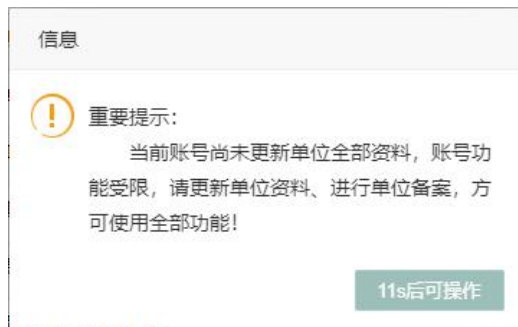 信息
重要提示：
当前账号尚未更新单位全部资料，账号功
能受限，请更新单位资料、进行单位备案，方
可使用全部功能！
11s后可操作